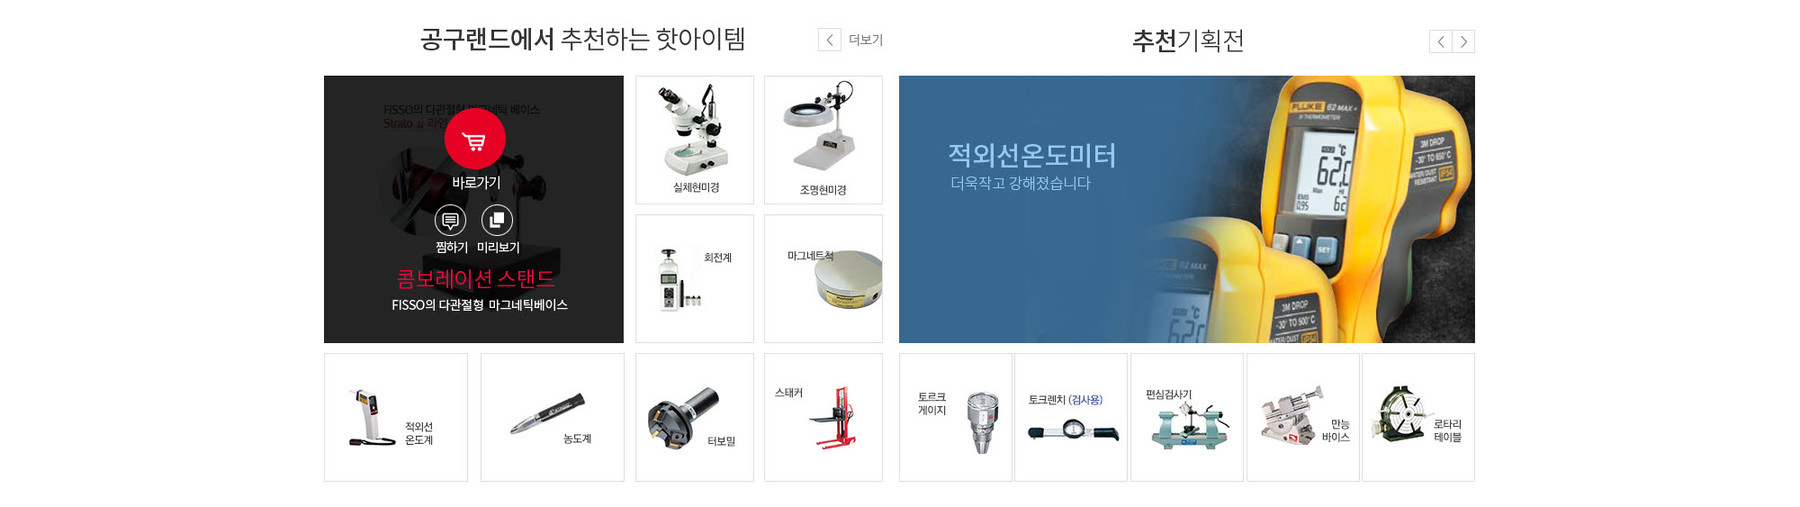 공구랜드에서 추천하는 핫아이템
더보기
FISSO의 다관절형 마그네틱 베이스
Strato µ 라인
바로가기
찜하기 미리보기
콤보레이션 스탠드
FISSO의 다관절형 마그네틱베이스
실체현미경
조명현미경
회전계
마그네트척
적외선
온도계
농도계
터보밀
스태커
추천기획전
적외선온도미터
더욱작고 강해졌습니다
FLUKE 62 MAX+
IR THERMOMETER
3M DROP
-30° TO 650°C
WATER/DUST
RESISTANT IP54
62.0
SET
FLUKE 62 MAX
3M DROP
-30° TO 500°C
토르크
게이지
토크렌치 (검사용)
편심검사기
만능
바이스
로타리
테이블